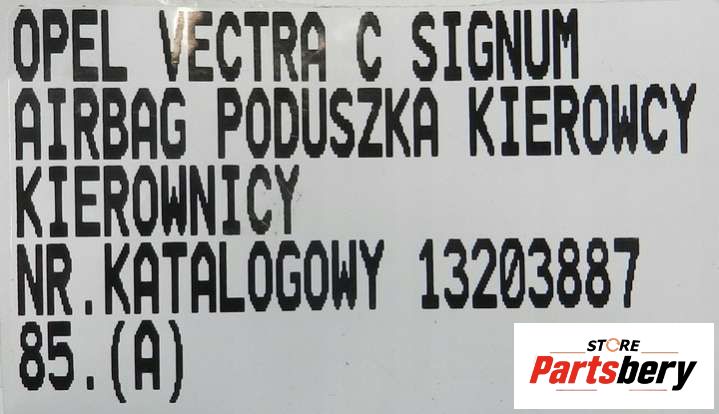 OPEL VECTRA C SIGNUM
AIRBAG PODUSZKA KIEROWCY
KIEROWNICY
NR.KATALOGOWY 13203887
85.(A)
STORE
Partsbery